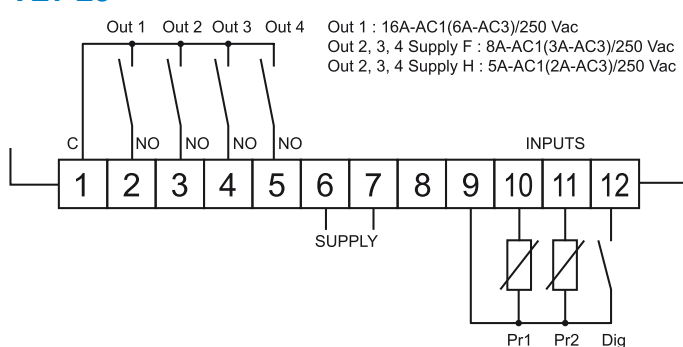 Out 1 Out 2 Out 3 Out 4
Out 1 : 16A-AC1(6A-AC3)/250 Vac
Out 2, 3, 4 Supply F : 8A-AC1(3A-AC3)/250 Vac
Out 2, 3, 4 Supply H : 5A-AC1(2A-AC3)/250 Vac
C NO NO NO NO INPUTS
1 2 3 4 5 6 7 8 9 10 11 12
SUPPLY
Pr1 Pr2 Dig